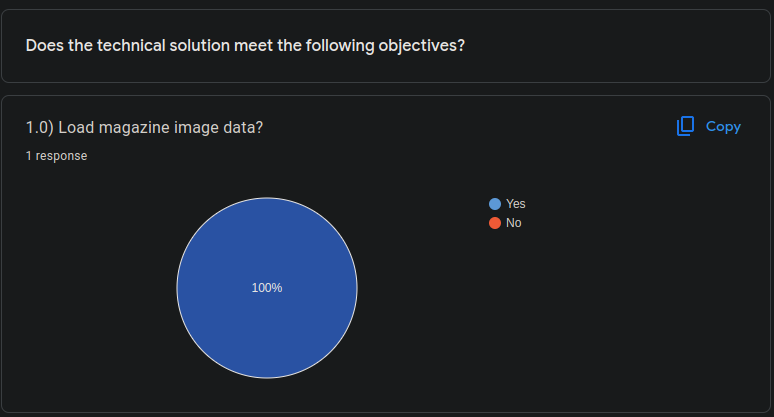 Does the technical solution meet the following objectives?
1.0) Load magazine image data?
Copy
1 response
Yes
No
100%